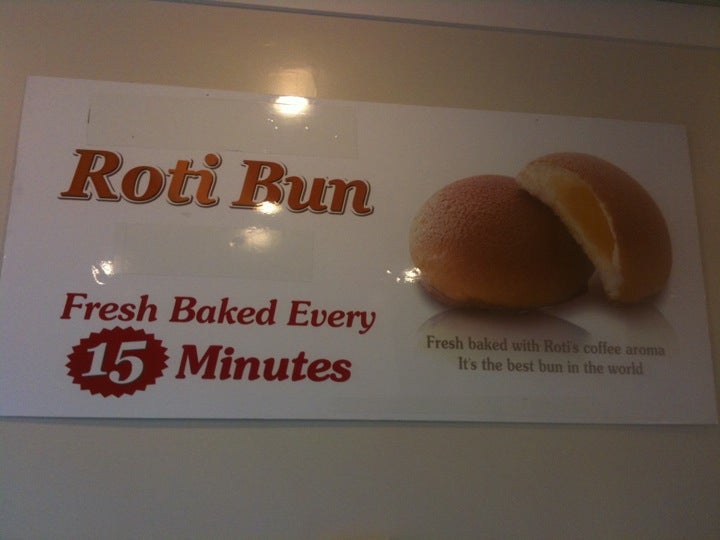 Roti Bun
Fresh Baked Every
15 Minutes
Fresh baked with Roti's coffee aroma
It's the best bun in the world